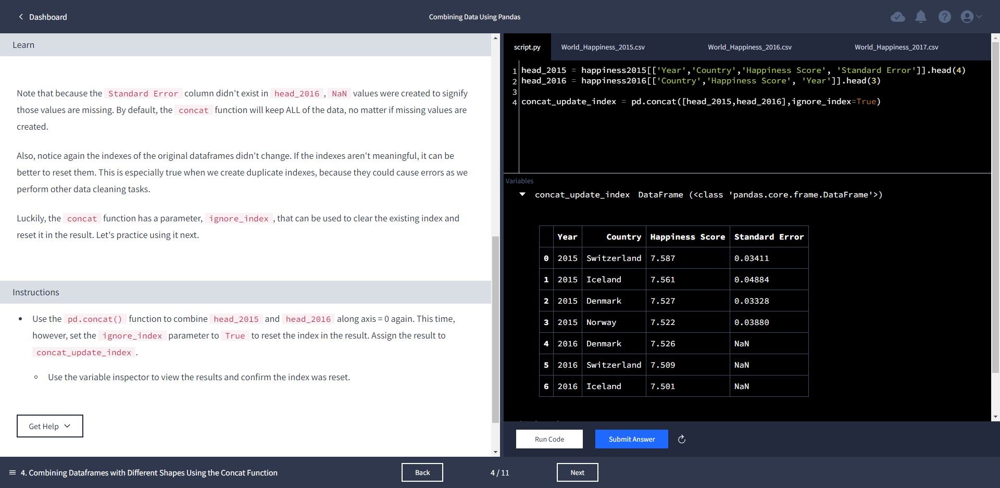 Dashboard
Combining Data Using Pandas
Learn
Note that because the Standard Error column didn't exist in head_2016 , NaN values were created to signify
those values are missing. By default, the concat function will keep ALL of the data, no matter if missing values are
created.
Also, notice again the indexes of the original dataframes didn't change. If the indexes aren't meaningful, it can be
better to reset them. This is especially true when we create duplicate indexes, because they could cause errors as we
perform other data cleaning tasks.
Luckily, the concat function has a parameter, ignore_index , that can be used to clear the existing index and
reset it in the result. Let's practice using it next.
Instructions
• Use the pd.concat() function to combine head_2015 and head_2016 along axis = 0 again. This time,
however, set the ignore_index parameter to True to reset the index in the result. Assign the result to
concat_update_index .
◦ Use the variable inspector to view the results and confirm the index was reset.
Get Help
script.py World_Happiness_2015.csv World_Happiness_2016.csv World_Happiness_2017.csv
1 head_2015 = happiness2015[['Year','Country','Happiness Score', 'Standard Error']].head(4)
2 head_2016 = happiness2016[['Country','Happiness Score', 'Year']].head(3)
3
4 concat_update_index = pd.concat([head_2015,head_2016],ignore_index=True)
Variables
concat_update_index DataFrame (<class 'pandas.core.frame.DataFrame'>)
Year Country Happiness Score Standard Error
0 2015 Switzerland 7.587 0.03411
1 2015 Iceland 7.561 0.04884
2 2015 Denmark 7.527 0.03328
3 2015 Norway 7.522 0.03880
4 2016 Denmark 7.526 NaN
5 2016 Switzerland 7.509 NaN
6 2016 Iceland 7.501 NaN
Run Code Submit Answer
4. Combining Dataframes with Different Shapes Using the Concat Function
Back 4 / 11 Next